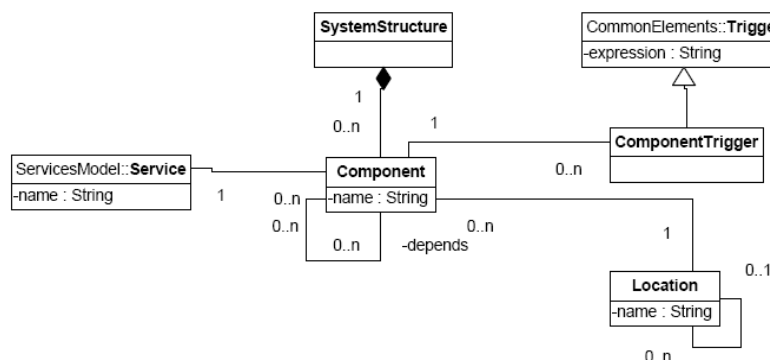 SystemStructure
CommonElements::Trigge
-expression : String
1
0..n
1
ComponentTrigger
0..n
ServicesModel::Service
-name : String
1
Component
-name : String
0..n
0..n
0..n
-depends
0..n
1
0..1
Location
-name : String
0..n